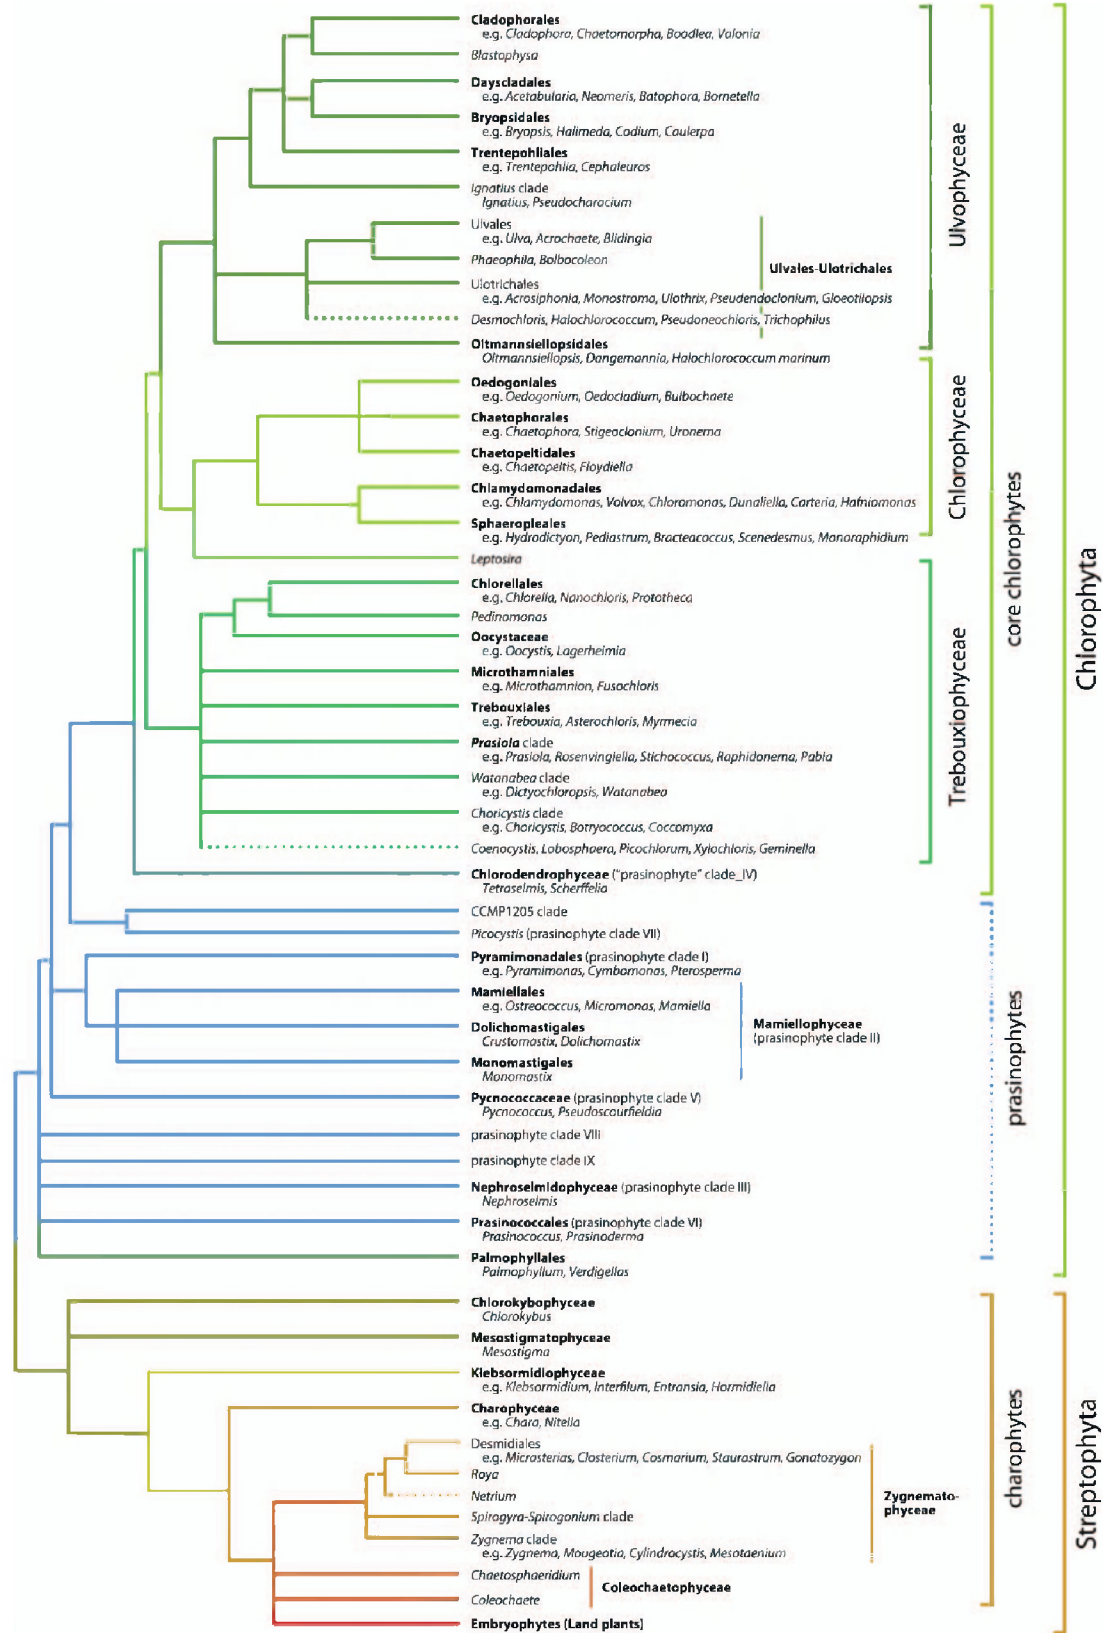 Cladophorales
e.g. Cladophora, Chaetomorpha, Boodlea, Valonia
Blastophysa
Dayscladales
e.g. Acetabularia, Neomeris, Batophora, Bornetella
Bryopsidales
e.g. Bryopsis, Halimeda, Codium, Caulerpa
Trentepohliales
e.g. Trentepohlia, Cephaleuros
Ignatius clade
Ignatius, Pseudocharacium
Ulvales
e.g. Ulva, Acrochaete, Blidingia
Phaeophila, Bolbocoleon
Ulvales-Ulotrichales
Ulotrichales
e.g. Acrosiphonia, Monostroma, Ulothrix, Pseudendoclonium, Gloeotilopsis
Desmochloris, Halochlorococcum, Pseudoneochloris, Trichophilus
Oltmannsiellopsidales
Oltmannsiellopsis, Dangemannia, Halochlorococcum marinum
Ulvophyceae
Oedogoniales
e.g. Oedogonium, Oedocladium, Bulbochaete
Chaetophorales
e.g. Chaetophora, Stigeoclonium, Uronema
Chaetopeltidales
e.g. Chaetopeltis, Floydiella
Chlamydomonadales
e.g. Chlamydomonas, Volvox, Chloromonas, Dunaliella, Carteria, Hafniomonas
Sphaeropleales
e.g. Hydrodictyon, Pediastrum, Bracteacoccus, Scenedesmus, Monoraphidium
Chlorophyceae
Leptosira
Chlorellales
e.g. Chlorella, Nanochloris, Prototheca
Pedinomonas
Oocystaceae
e.g. Oocystis, Lagerheimia
Microthamniales
e.g. Microthamnion, Fusochloris
Trebouxiales
e.g. Trebouxia, Asterochloris, Myrmecia
Prasiola clade
e.g. Prasiola, Rosenvingiella, Stichococcus, Raphidonema, Pabia
Watanabea clade
e.g. Dictyochloropsis, Watanabea
Choricystis clade
e.g. Choricystis, Botryococcus, Coccomyxa
Coenocystis, Lobosphaera, Picochlorum, Xylochloris, Geminella
Trebouxiophyceae
Chlorodendrophyceae ("prasinophyte" clade_IV)
Tetraselmis, Scherffelia
core chlorophytes
CCMP1205 clade
Picocystis (prasinophyte clade VII)
Pyramimonadales (prasinophyte clade I)
e.g. Pyramimonas, Cymbomonas, Pterosperma
Mamiellales
e.g. Ostreococcus, Micromonas, Mamiella
Dolichomastigales
Crustomastix, Dolichomastix
Monomastigales
Monomastix
Mamiellophyceae
(prasinophyte clade II)
Pycnococcaceae (prasinophyte clade V)
Pycnococcus, Pseudoscourfieldia
prasinophyte clade VIII
prasinophyte clade IX
Nephroselmidophyceae (prasinophyte clade III)
Nephroselmis
Prasinococcales (prasinophyte clade VI)
Prasinococcus, Prasinoderma
Palmophyllales
Palmophyllum, Verdigellas
prasinophytes
Chlorophyta
Chlorokybophyceae
Chlorokybus
Mesostigmatophyceae
Mesostigma
Klebsormidiophyceae
e.g. Klebsormidium, Interfilum, Entransia, Hormidiella
Charophyceae
e.g. Chara, Nitella
Desmidiales
e.g. Microsterias, Closterium, Cosmarium, Staurastrum, Gonatozygon
Roya
Netrium
Spirogyra-Spirogonium clade
Zygnema clade
e.g. Zygnema, Mougeotia, Cylindrocystis, Mesotaenium
Zygnemato-
phyceae
Chaetosphaeridium
Coleochaete
Coleochaetophyceae
charophytes
Embryophytes (Land plants)
Streptophyta